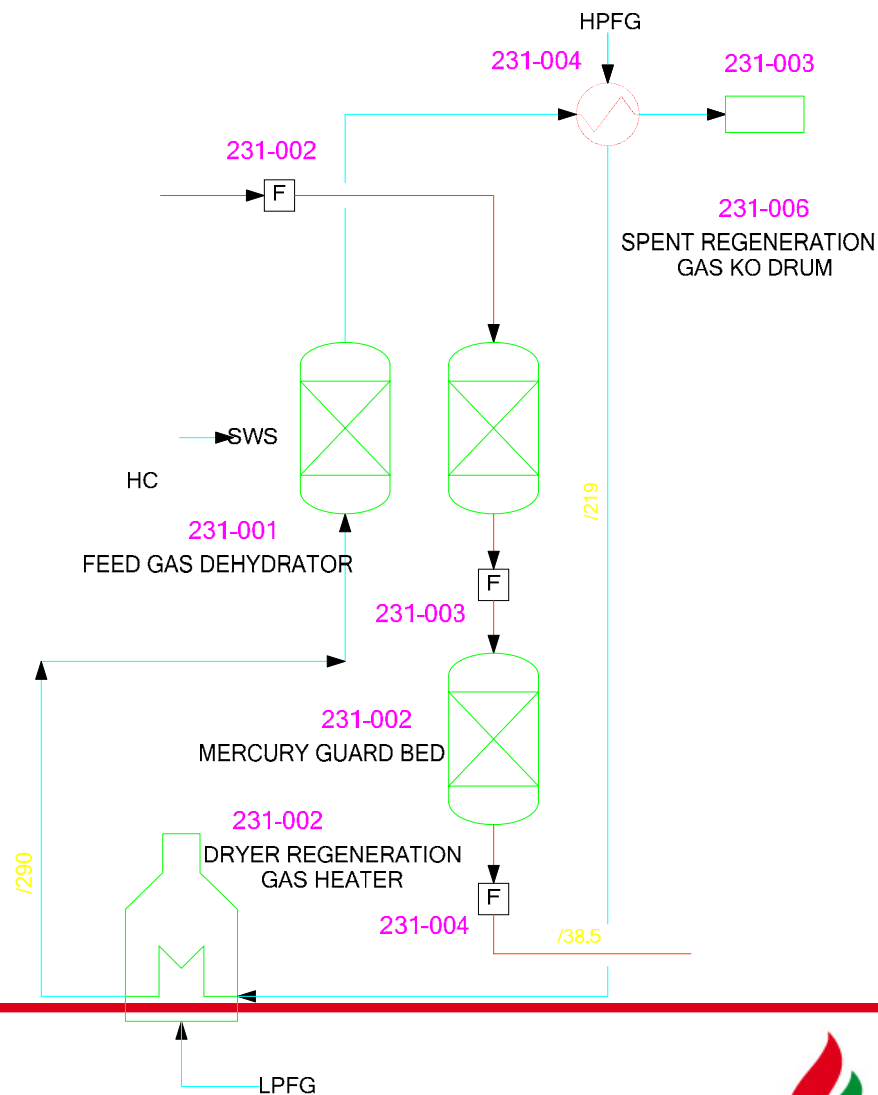 HPFG
231-004
231-003
231-002
F
231-006
SPENT REGENERATION
GAS KO DRUM
SWS
HC
/219
231-001
FEED GAS DEHYDRATOR
F
231-003
231-002
MERCURY GUARD BED
231-002
DRYER REGENERATION
GAS HEATER
/290
F
231-004
/38.5
LPFG